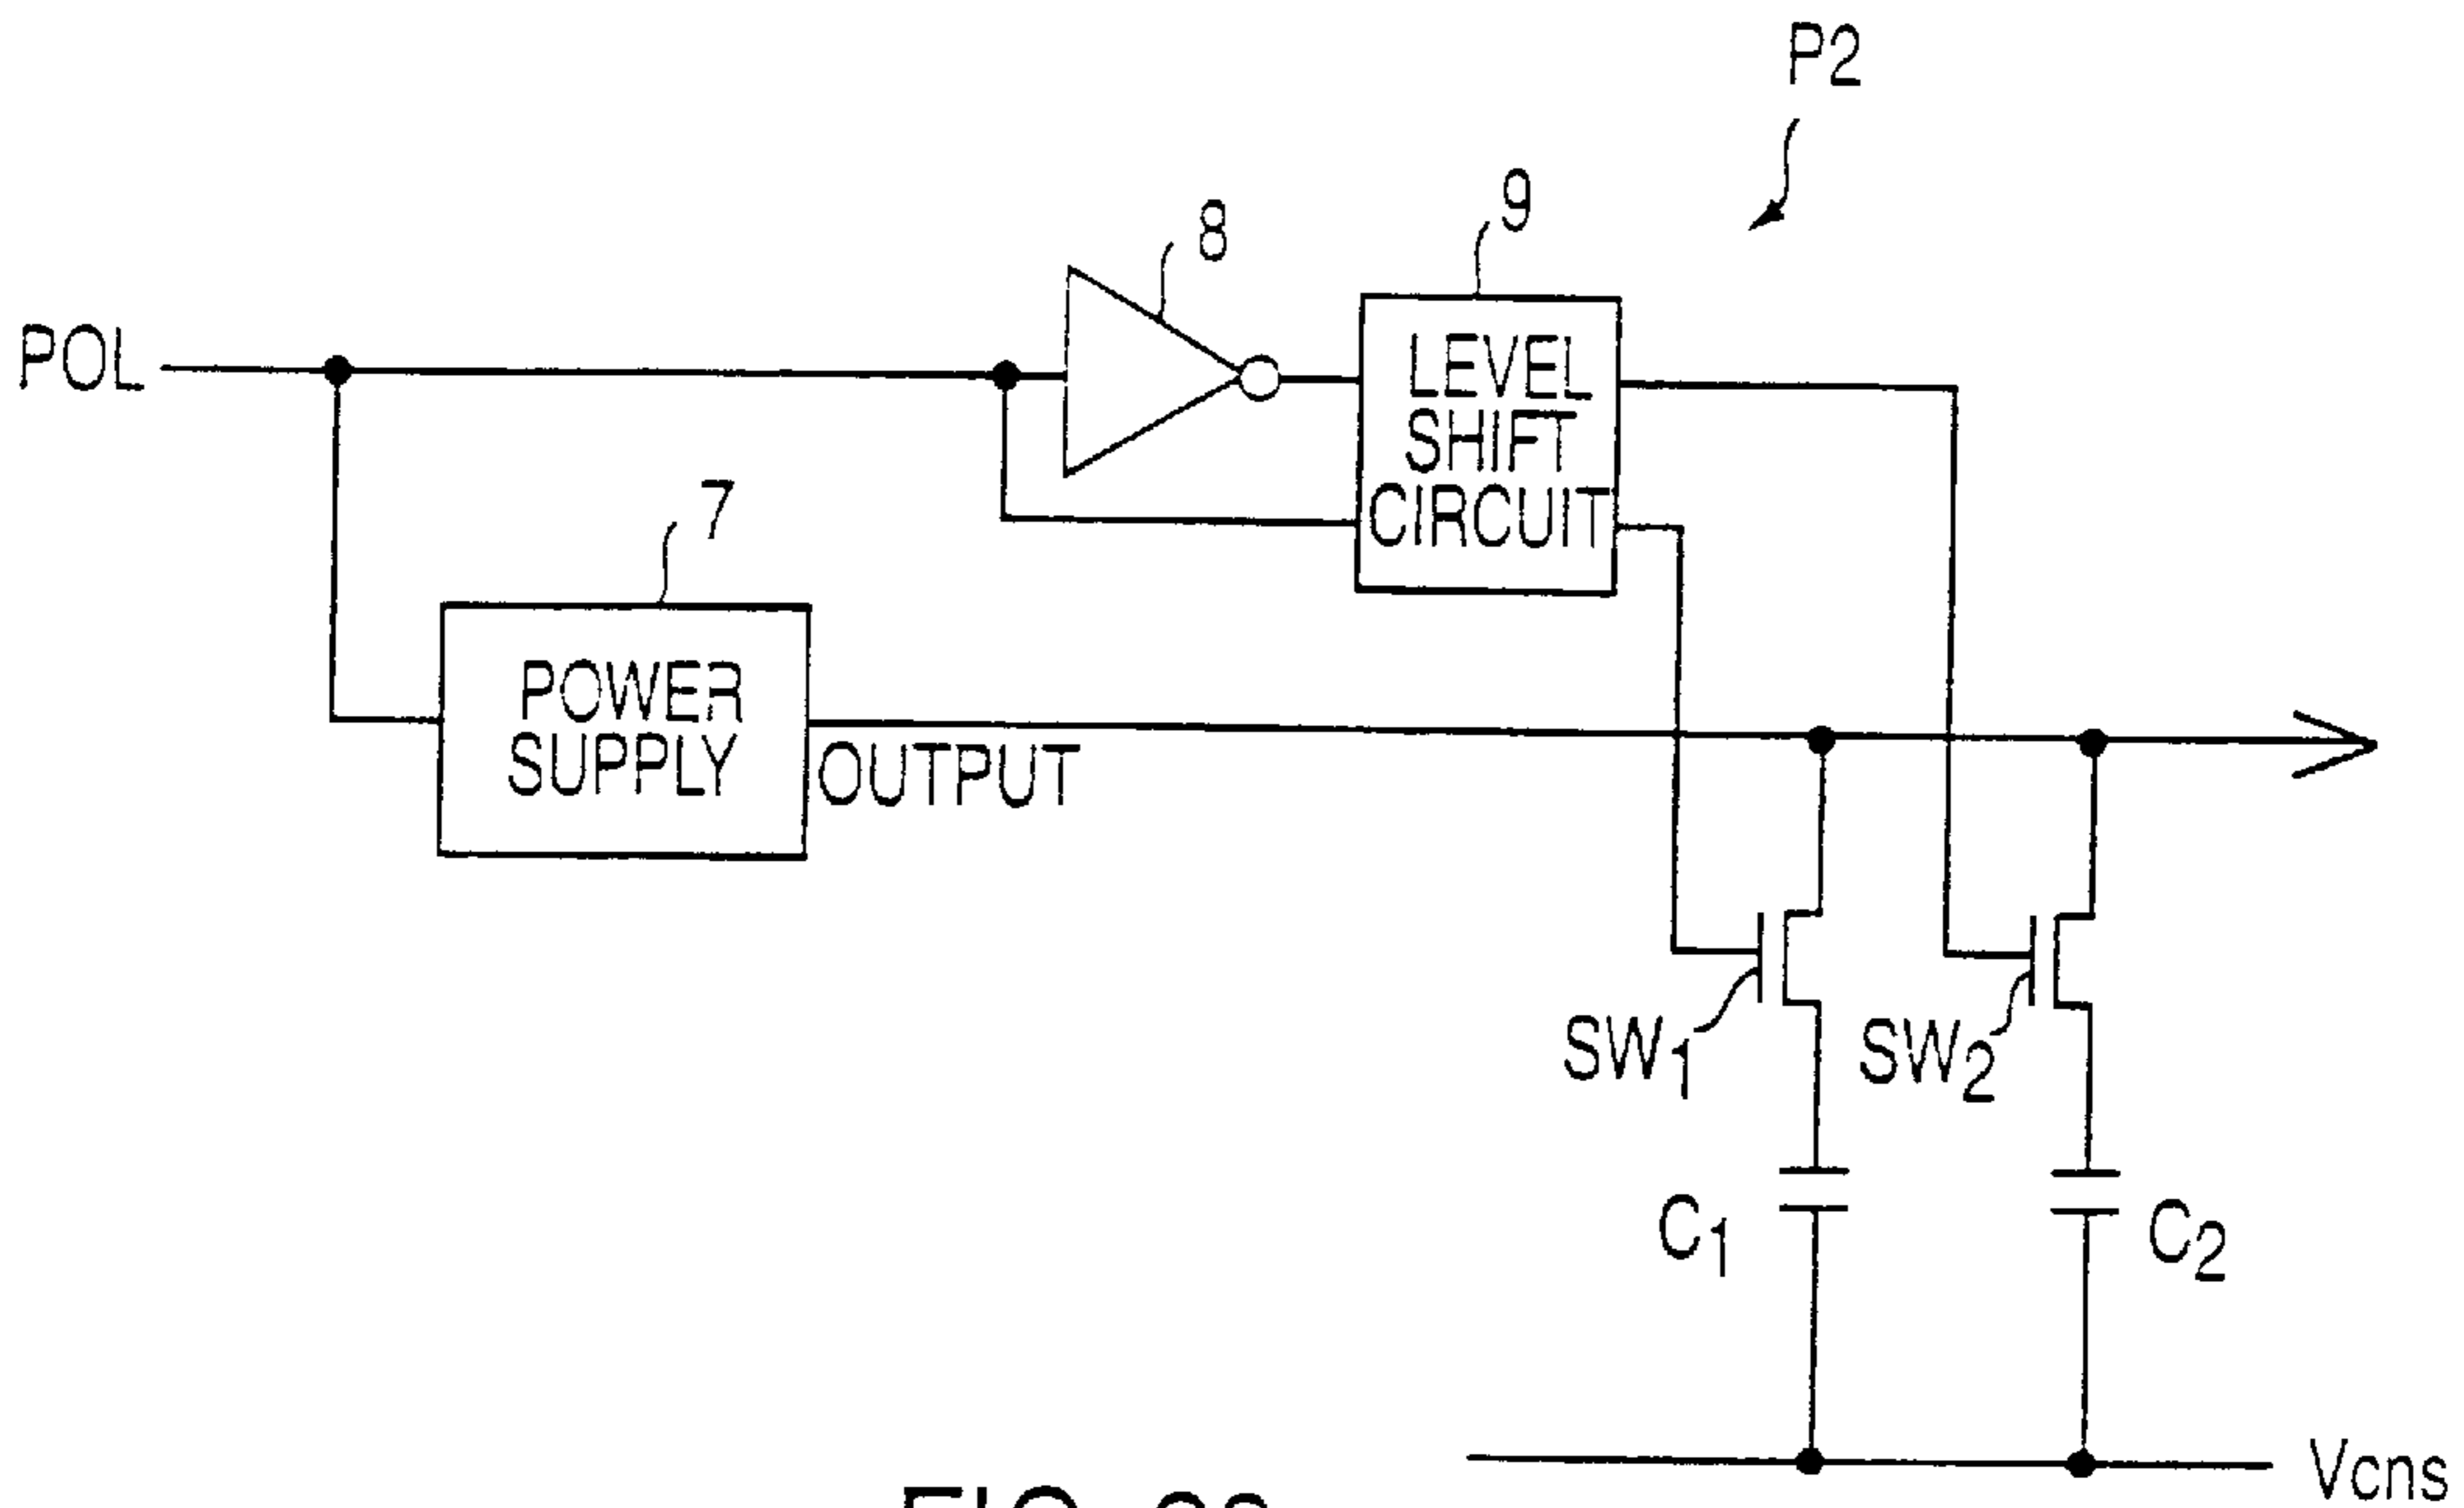 P2
9
8
POL
LEVEL
SHIFT
CIRCUIT
7
POWER
SUPPLY
OUTPUT
SW1
SW2
C1
C2
Vcns